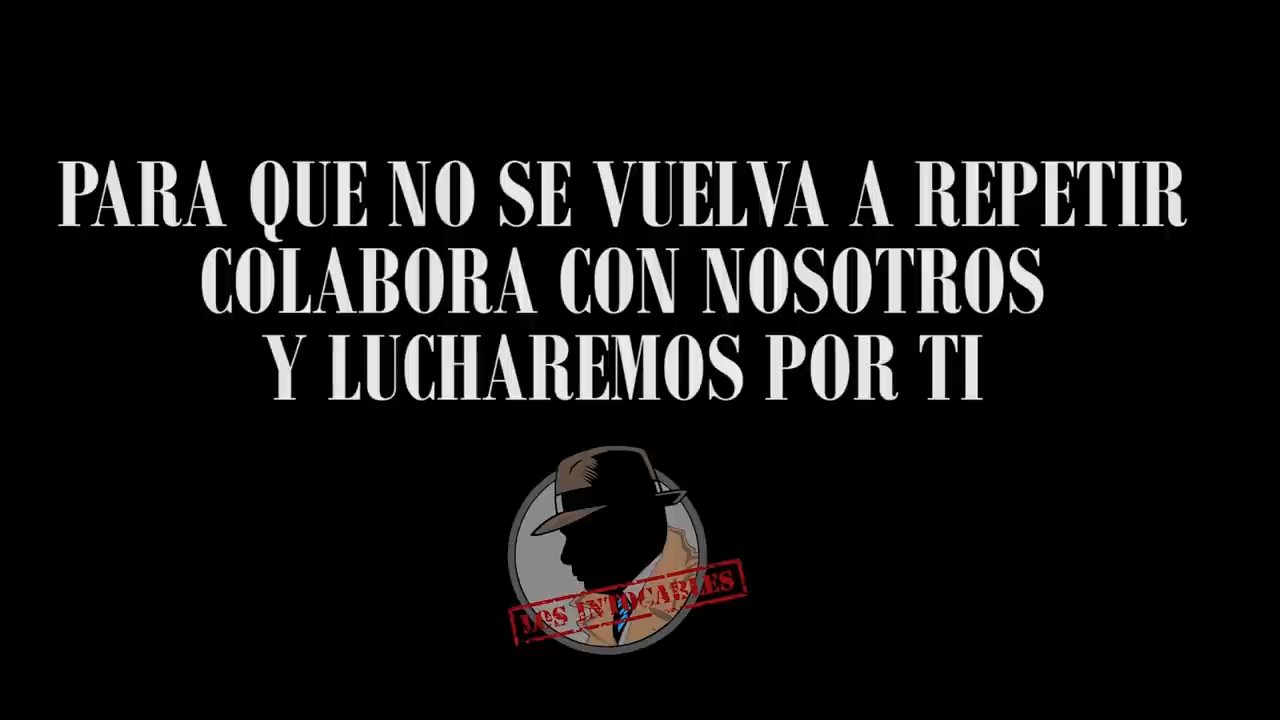 PARA QUE NO SE VUELVA A REPETIR
COLABORA CON NOSOTROS
Y LUCHAREMOS POR TI
LOS INTOCABLES